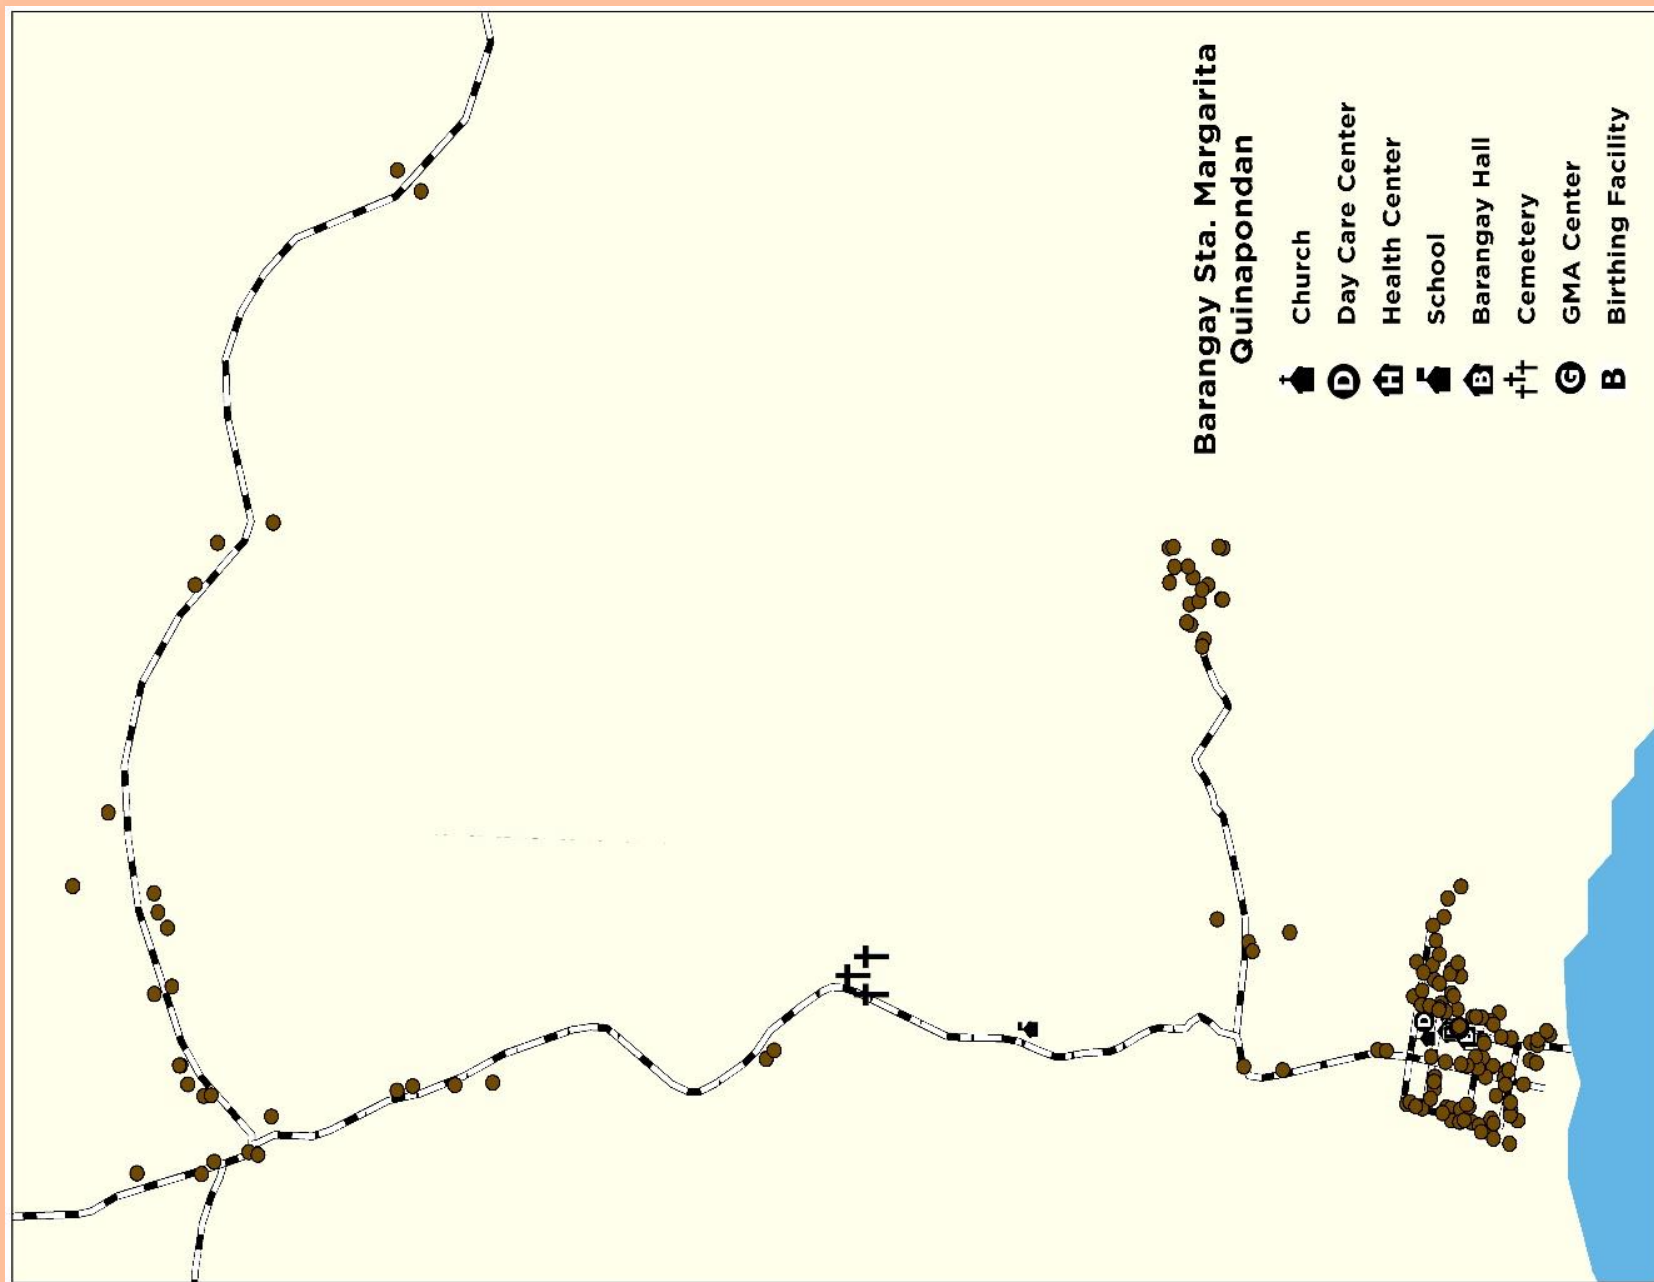 Barangay Sta. Margarita
Quinapondan
Church
D Day Care Center
H Health Center
School
B Barangay Hall
Cemetery
G GMA Center
B Birthing Facility
D